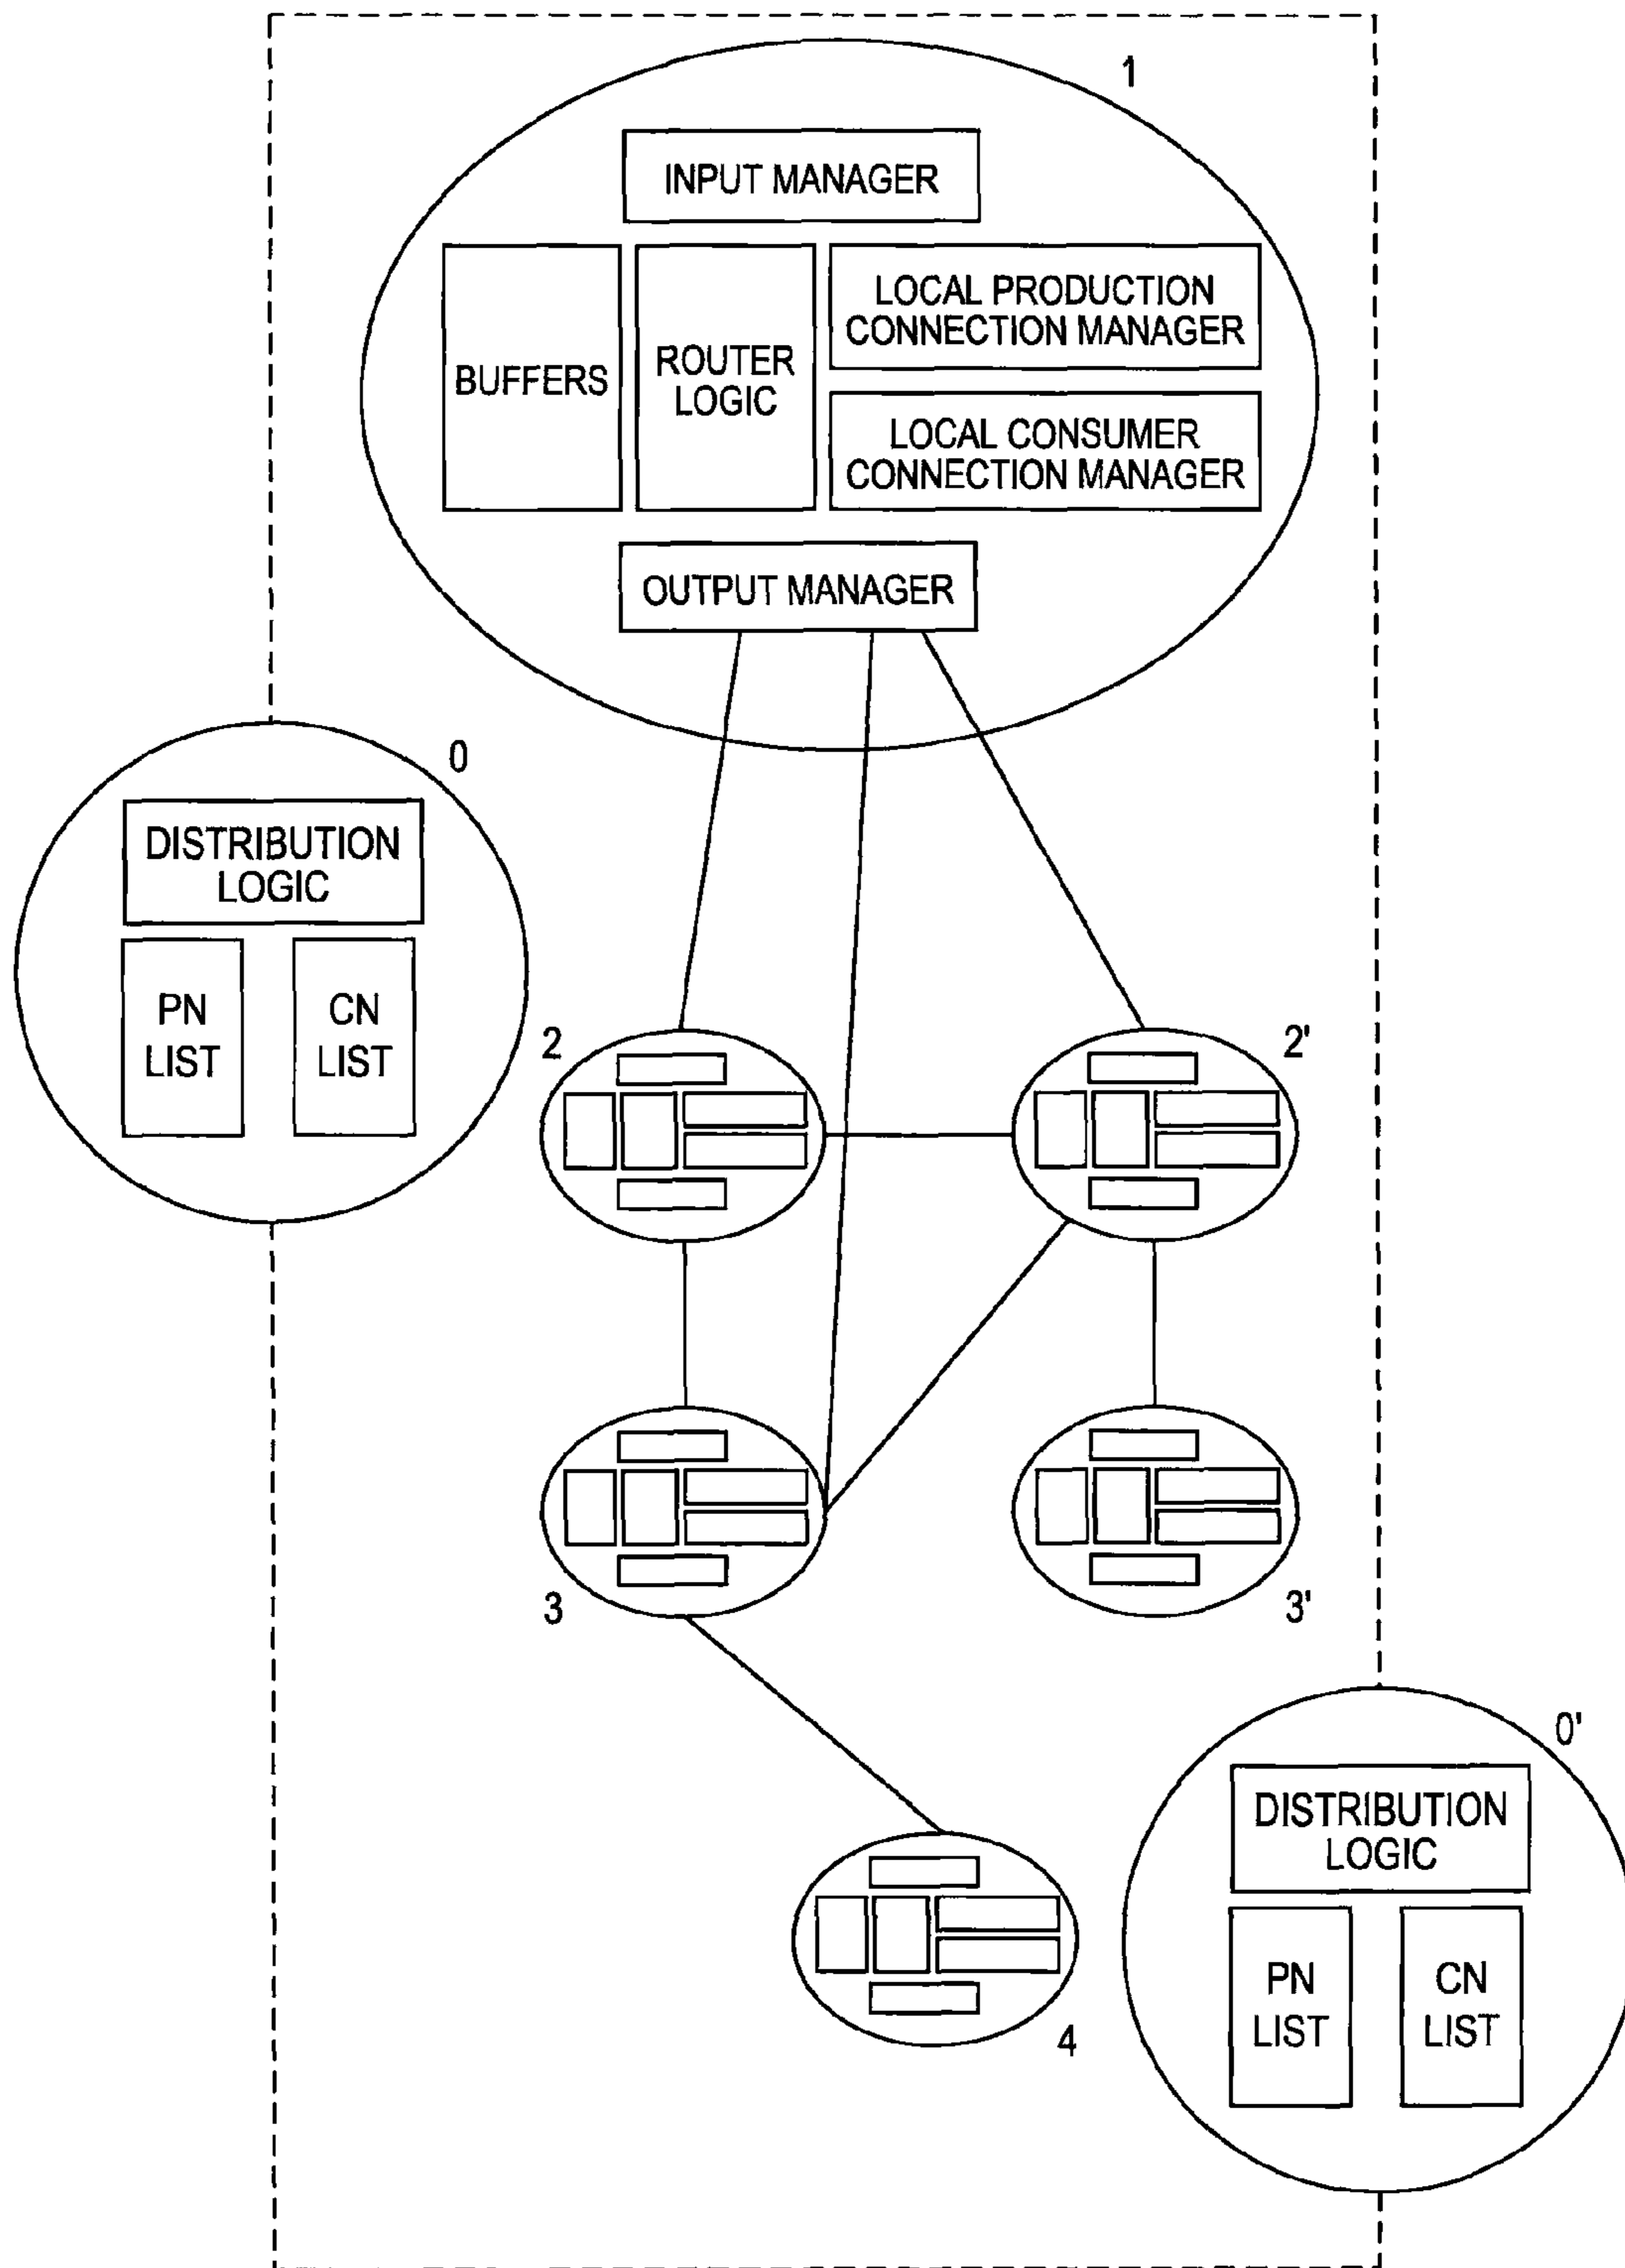 1
INPUT MANAGER
BUFFERS
ROUTER
LOGIC
LOCAL PRODUCTION
CONNECTION MANAGER
LOCAL CONSUMER
CONNECTION MANAGER
OUTPUT MANAGER
0
DISTRIBUTION
LOGIC
PN
LIST
CN
LIST
2
2'
3
3'
0'
DISTRIBUTION
LOGIC
PN
LIST
CN
LIST
4